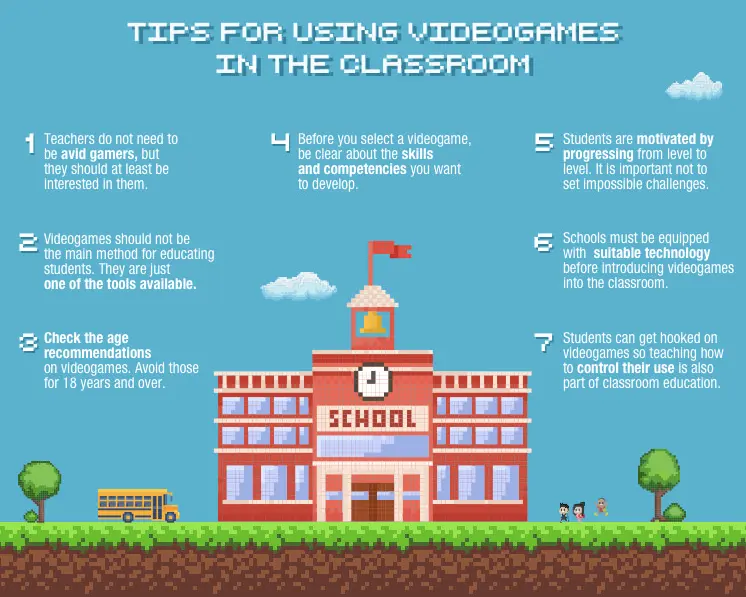 TIPS FOR USING VIDEOGAMES
IN THE CLASSROOM
1
Teachers do not need to
be avid gamers, but
they should at least be
interested in them.
2
Videogames should not be
the main method for educating
students. They are just
one of the tools available.
3
Check the age
recommendations
on videogames. Avoid those
for 18 years and over.
4
Before you select a videogame,
be clear about the skills
and competencies you want
to develop.
5
Students are motivated by
progressing from level to
level. It is important not to
set impossible challenges.
6
Schools must be equipped
with suitable technology
before introducing videogames
into the classroom.
7
Students can get hooked on
videogames so teaching how
to control their use is also
part of classroom education.
SCHOOL